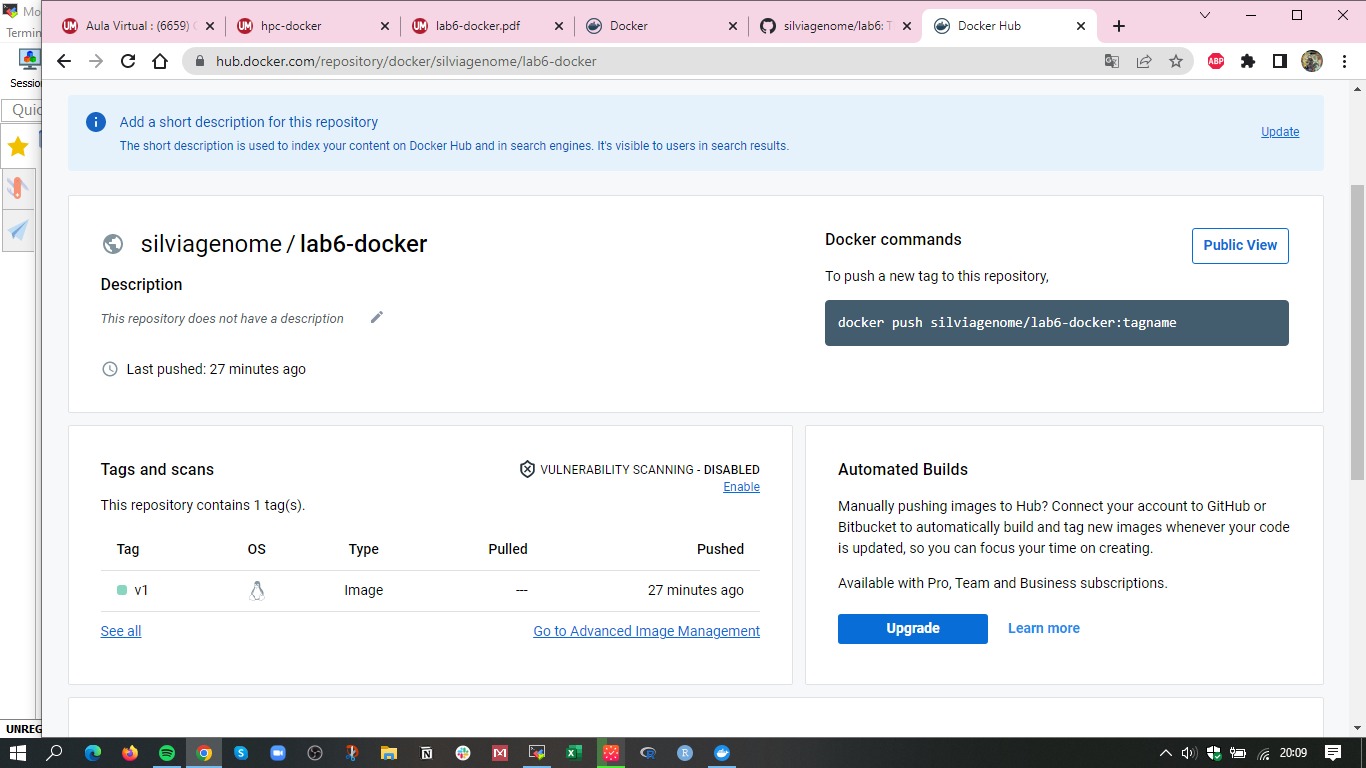 Mo
Aula Virtual : (6659)
hpc-docker
lab6-docker.pdf
Docker
silviagenome/lab6: T
Docker Hub
Termin
hub.docker.com/repository/docker/silviagenome/lab6-docker
ABP
Session
Quic
Add a short description for this repository
The short description is used to index your content on Docker Hub and in search engines. It's visible to users in search results.
Update
silviagenome / lab6-docker
Description
This repository does not have a description
Last pushed: 27 minutes ago
Docker commands
Public View
To push a new tag to this repository,
docker push silviagenome/lab6-docker:tagname
Tags and scans
VULNERABILITY SCANNING - DISABLED
Enable
This repository contains 1 tag(s).
Tag OS Type Pulled Pushed
v1 Image --- 27 minutes ago
See all
Go to Advanced Image Management
Automated Builds
Manually pushing images to Hub? Connect your account to GitHub or
Bitbucket to automatically build and tag new images whenever your code
is updated, so you can focus your time on creating.
Available with Pro, Team and Business subscriptions.
Upgrade
Learn more
UNREG
20:09